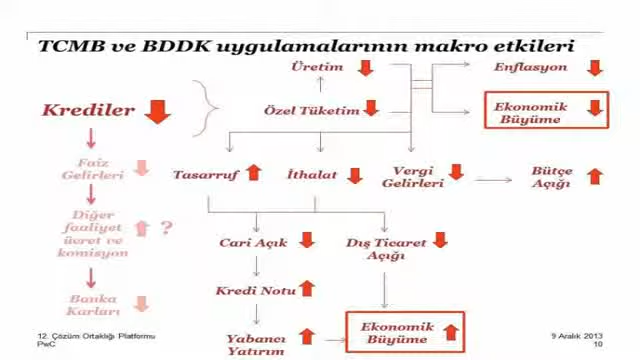 TCMB ve BDDK uygulamalarının makro etkileri
Üretim
Enflasyon
Krediler
Özel Tüketim
Ekonomik
Büyüme
Faiz
Gelirleri
Tasarruf
İthalat
Vergi
Gelirleri
Bütçe
Açığı
Diğer
faaliyet
ücret ve
komisyon
?
Cari Açık
Dış Ticaret
Açığı
Kredi Notu
Banka
Karları
Yabancı
Yatırım
Ekonomik
Büyüme
12. Çözüm Ortaklığı Platformu
PwC
9 Aralık 2013
10